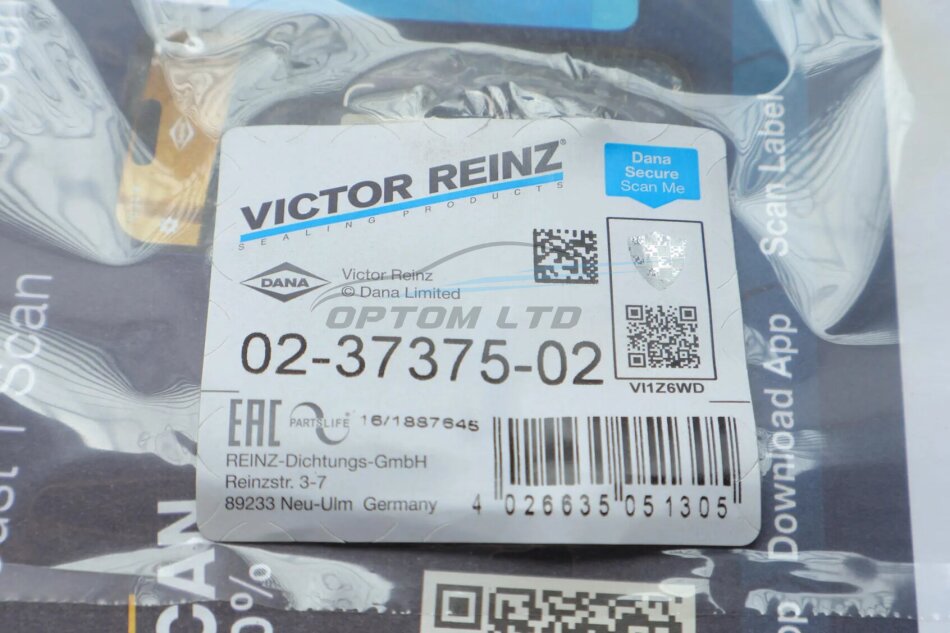 VICTOR REINZ®
SEALING PRODUCTS
Dana
Secure
Scan Me
DANA
Victor Reinz
© Dana Limited
OPTOM LTD
02-37375-02
VI1Z6WD
EAC
PARTSLIFE®
16/1887645
REINZ-Dichtungs-GmbH
Reinzstr. 3-7
89233 Neu-Ulm Germany
4 026635 051305
Download App
Scan Label
Scan